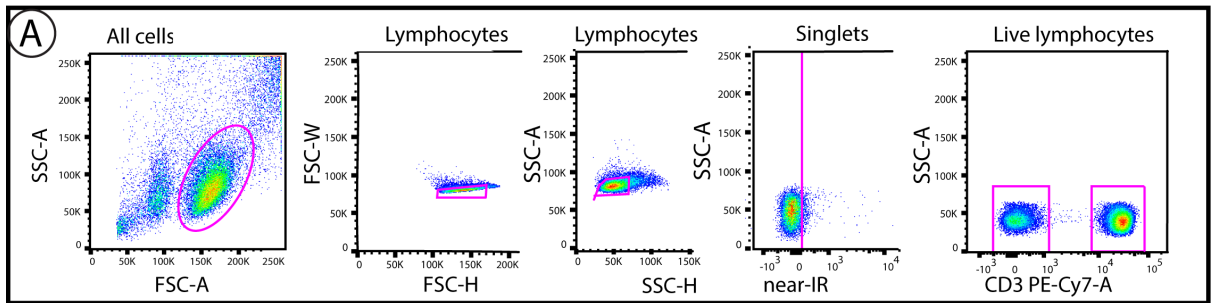 A
All cells
SSC-A
250K
200K
150K
100K
50K
0
0 50K 100K 150K 200K 250K
FSC-A
Lymphocytes
FSC-W
250K
200K
150K
100K
50K
0
0 50K 100K 150K 200K
FSC-H
Lymphocytes
SSC-A
250K
200K
150K
100K
50K
0
0 50K 100K 150K
SSC-H
Singlets
SSC-A
250K
200K
150K
100K
50K
0
-10³ 0 10³ 10⁴
near-IR
Live lymphocytes
SSC-A
250K
200K
150K
100K
50K
0
-10³ 0 10³ 10⁴ 10⁵
CD3 PE-Cy7-A